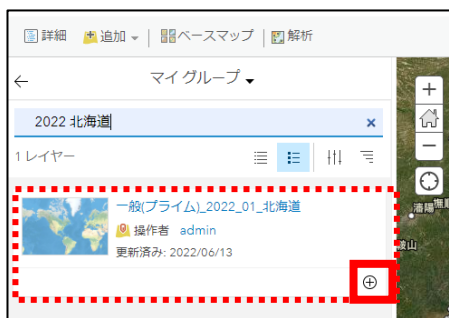 詳細 追加 ベースマップ 解析
マイ グループ
2022 北海道
1 レイヤー
一般(プライム)_2022_01_北海道
操作者 admin
更新済み: 2022/06/13
瀋陽